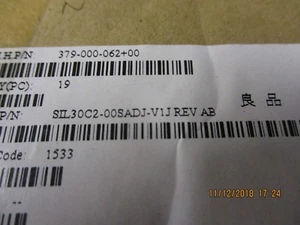 H.P/N 379-000-062+00
Y(PC): 19
P/N: SIL30C2-00SADJ-V1J REV AB
良品
Code: 1533
11/12/2018 17:24